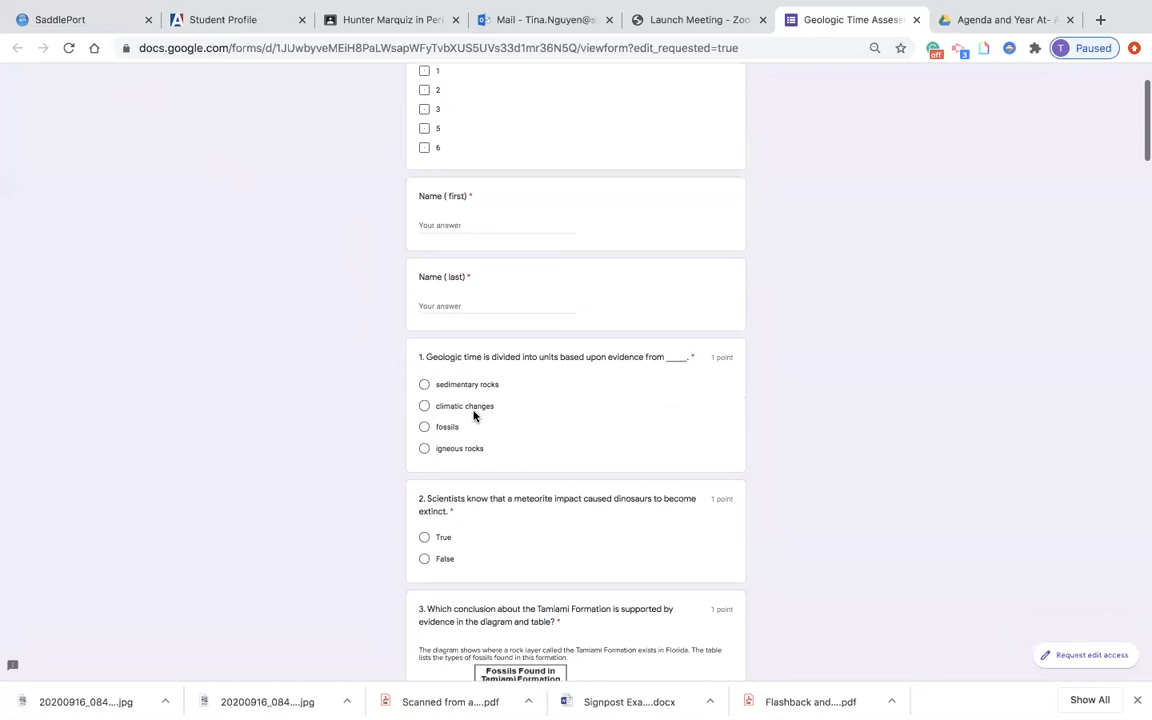 SaddlePort
Student Profile
Hunter Marquiz in Peri
Mail - Tina.Nguyen@s
Launch Meeting - Zoo
Geologic Time Assess
Agenda and Year At- A
docs.google.com/forms/d/1JUwbyveMEiH8PaLWsapWFyTvbXUS5UVs33d1mr36N5Q/viewform?edit_requested=true
off
3
T
Paused
1
2
3
5
6
Name ( first) *
Your answer
Name ( last) *
Your answer
1. Geologic time is divided into units based upon evidence from ____. * 1 point
sedimentary rocks
climatic changes
fossils
igneous rocks
2. Scientists know that a meteorite impact caused dinosaurs to become 1 point
extinct. *
True
False
3. Which conclusion about the Tamiami Formation is supported by 1 point
evidence in the diagram and table? *
The diagram shows where a rock layer called the Tamiami Formation exists in Florida. The table
lists the types of fossils found in this formation.
Fossils Found in
Tamiami Formation
Request edit access
20200916_084....jpg
20200916_084....jpg
Scanned from a....pdf
Signpost Exa....docx
Flashback and....pdf
Show All